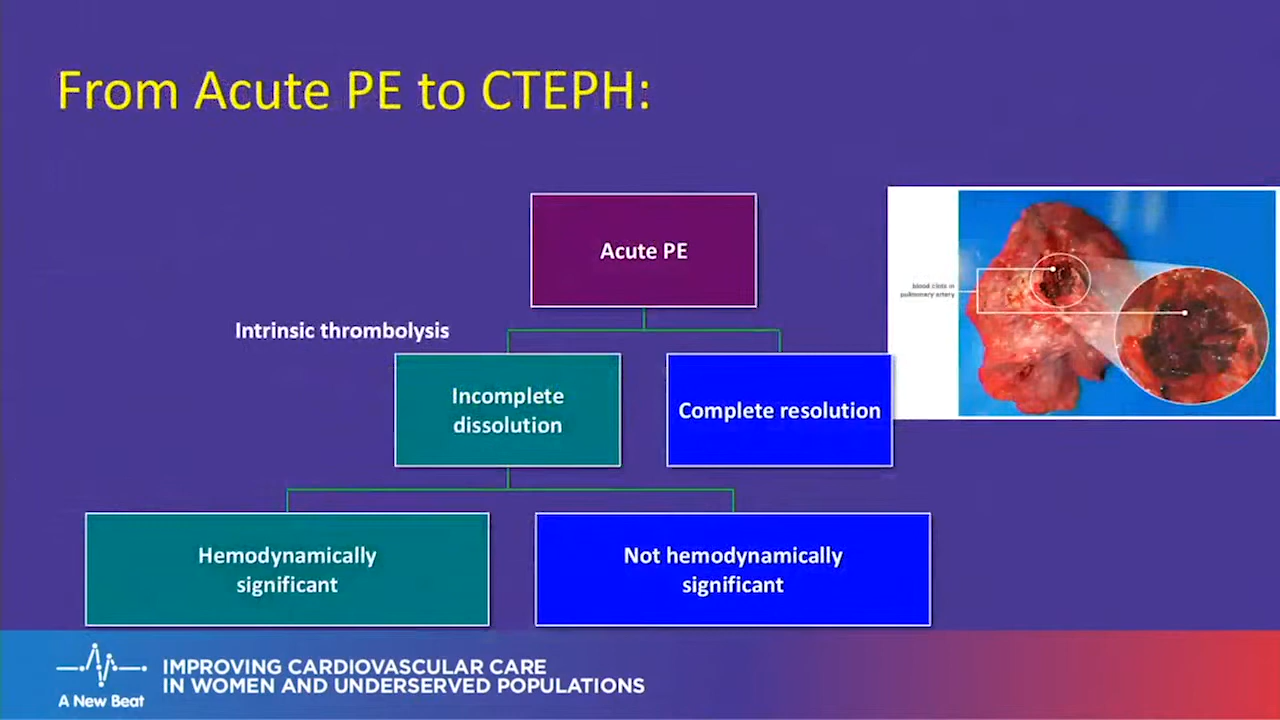 From Acute PE to CTEPH:
Acute PE
blood clots in
pulmonary artery
Intrinsic thrombolysis
Incomplete
dissolution
Complete resolution
Hemodynamically
significant
Not hemodynamically
significant
A New Beat
IMPROVING CARDIOVASCULAR CARE
IN WOMEN AND UNDERSERVED POPULATIONS